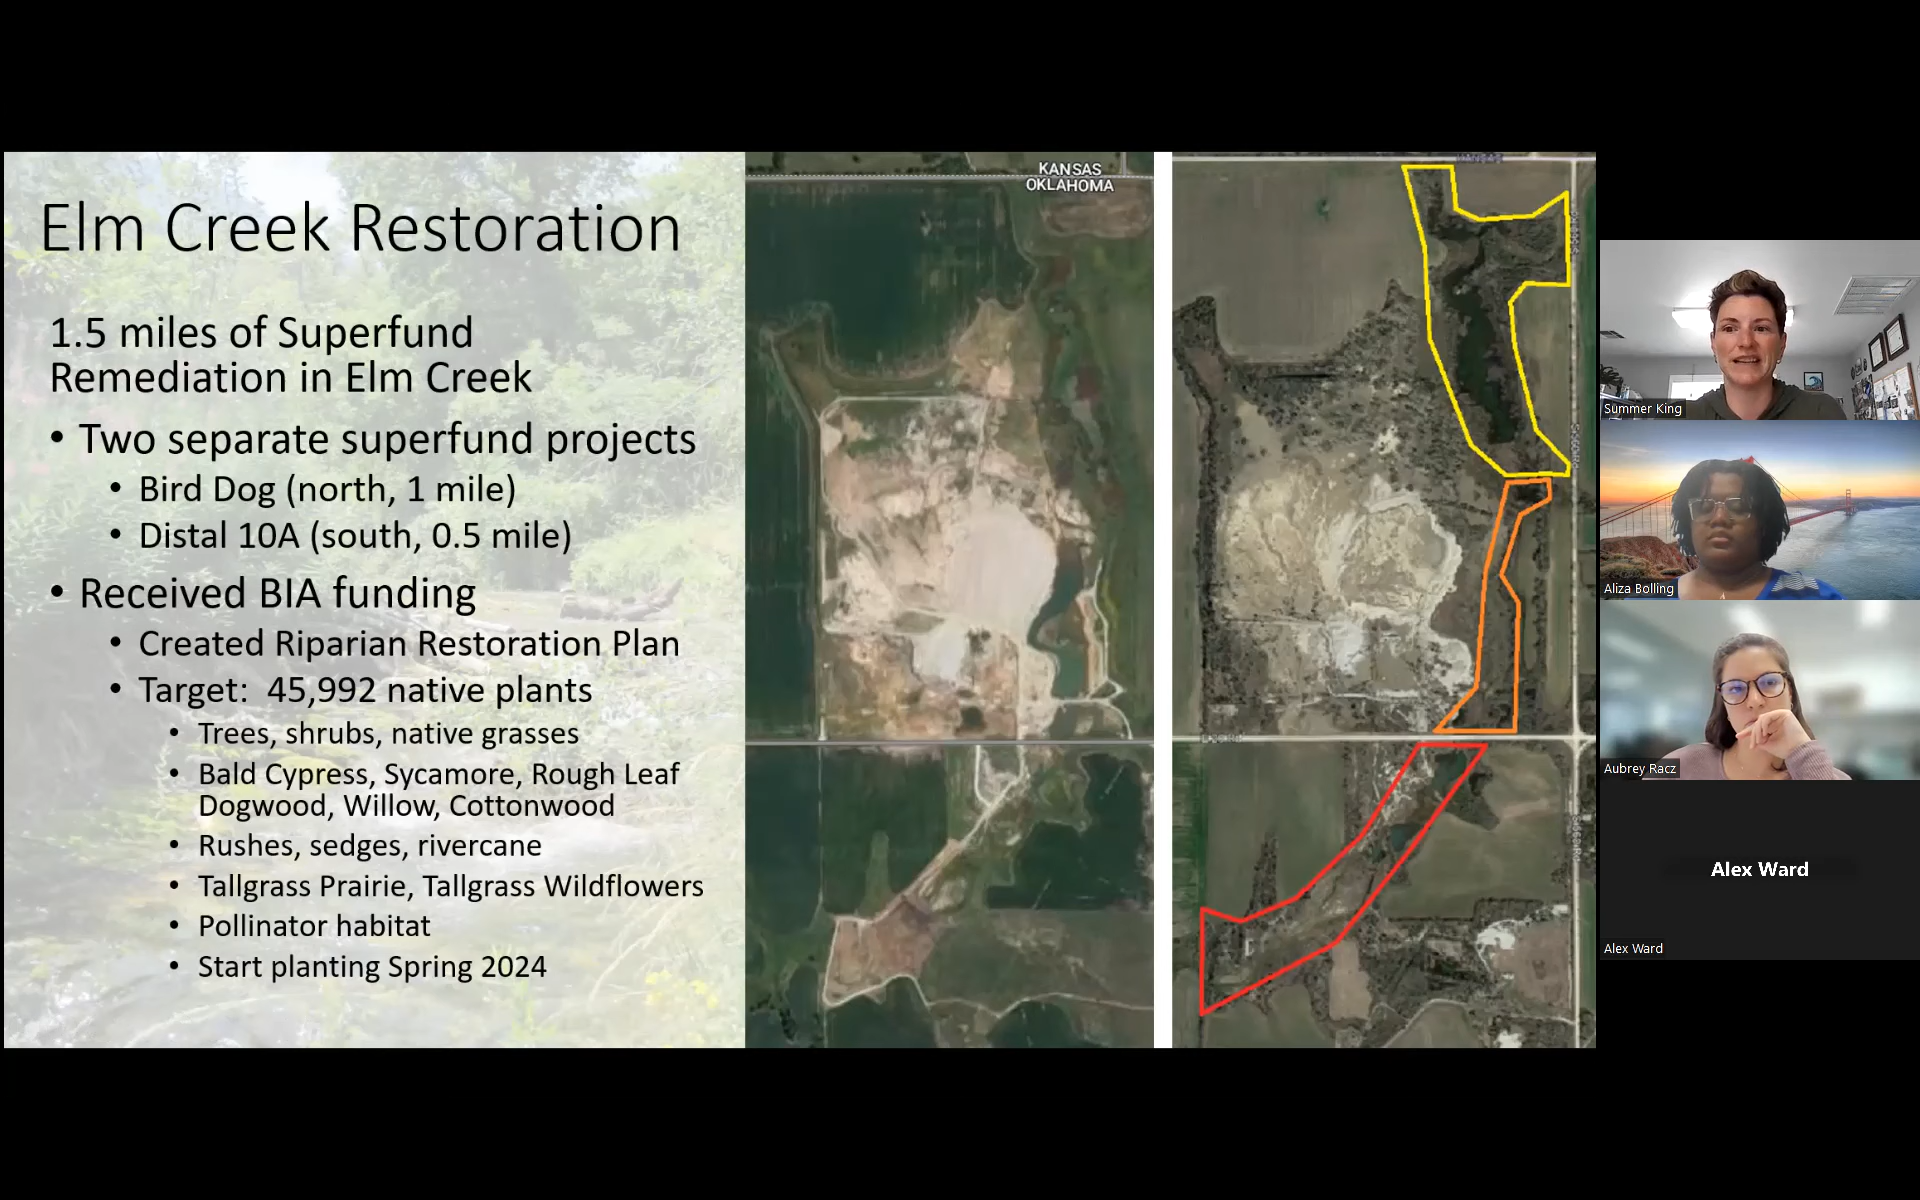 Elm Creek Restoration
1.5 miles of Superfund
Remediation in Elm Creek
• Two separate superfund projects
• Bird Dog (north, 1 mile)
• Distal 10A (south, 0.5 mile)
• Received BIA funding
• Created Riparian Restoration Plan
• Target: 45,992 native plants
• Trees, shrubs, native grasses
• Bald Cypress, Sycamore, Rough Leaf
Dogwood, Willow, Cottonwood
• Rushes, sedges, rivercane
• Tallgrass Prairie, Tallgrass Wildflowers
• Pollinator habitat
• Start planting Spring 2024
KANSAS
OKLAHOMA
Summer King
Aliza Bolling
Aubrey Racz
Alex Ward
Alex Ward